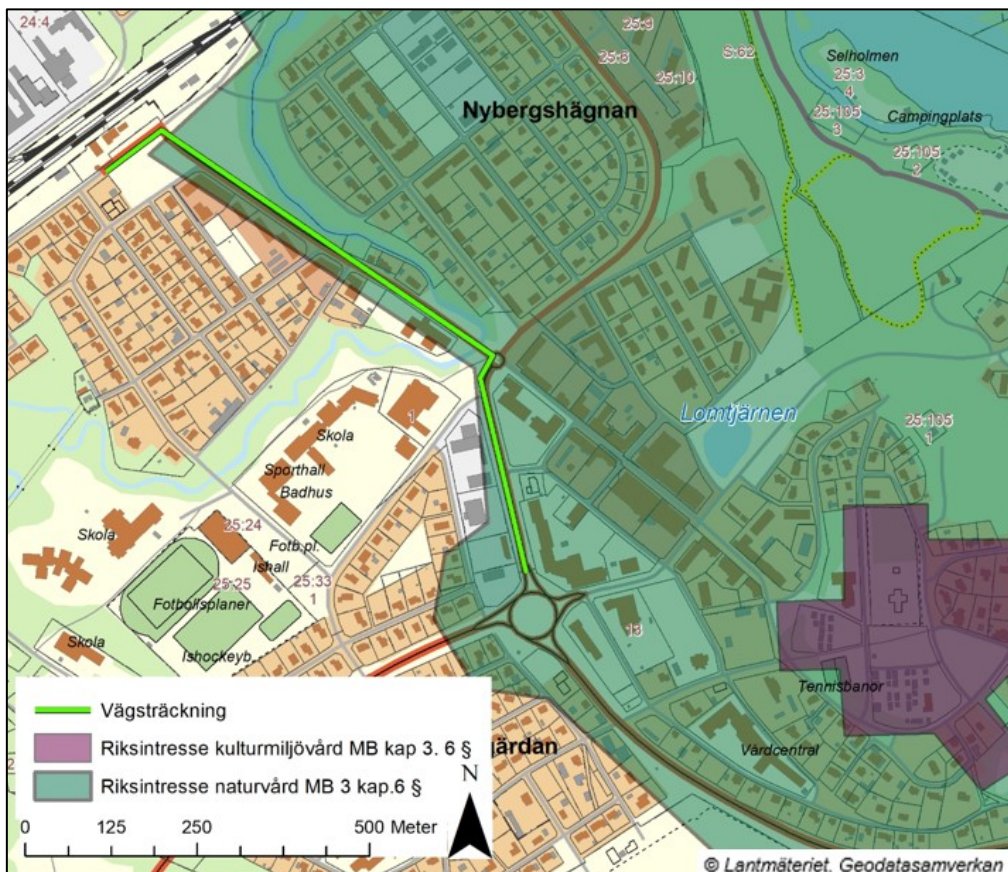 24:4
25:9
25:6
25:10
S:62
Selholmen
25:3
4
25:105
3
Campingplats
25:105
2
Nybergshägnan
Lomtjärnen
25:105
1
1
Skola
Sporthall
Badhus
Skola
25:24
Fotb.pl.
Ishall
25:25
25:33
1
Fotbollsplaner
Skola
Ishockeyb.
13
Tennisbanor
Vårdcentral
gärdan
Vägsträckning
Riksintresse kulturmiljövård MB kap 3. 6 §
Riksintresse naturvård MB 3 kap.6 §
N
0 125 250 500 Meter
© Lantmäteriet, Geodatasamverkan